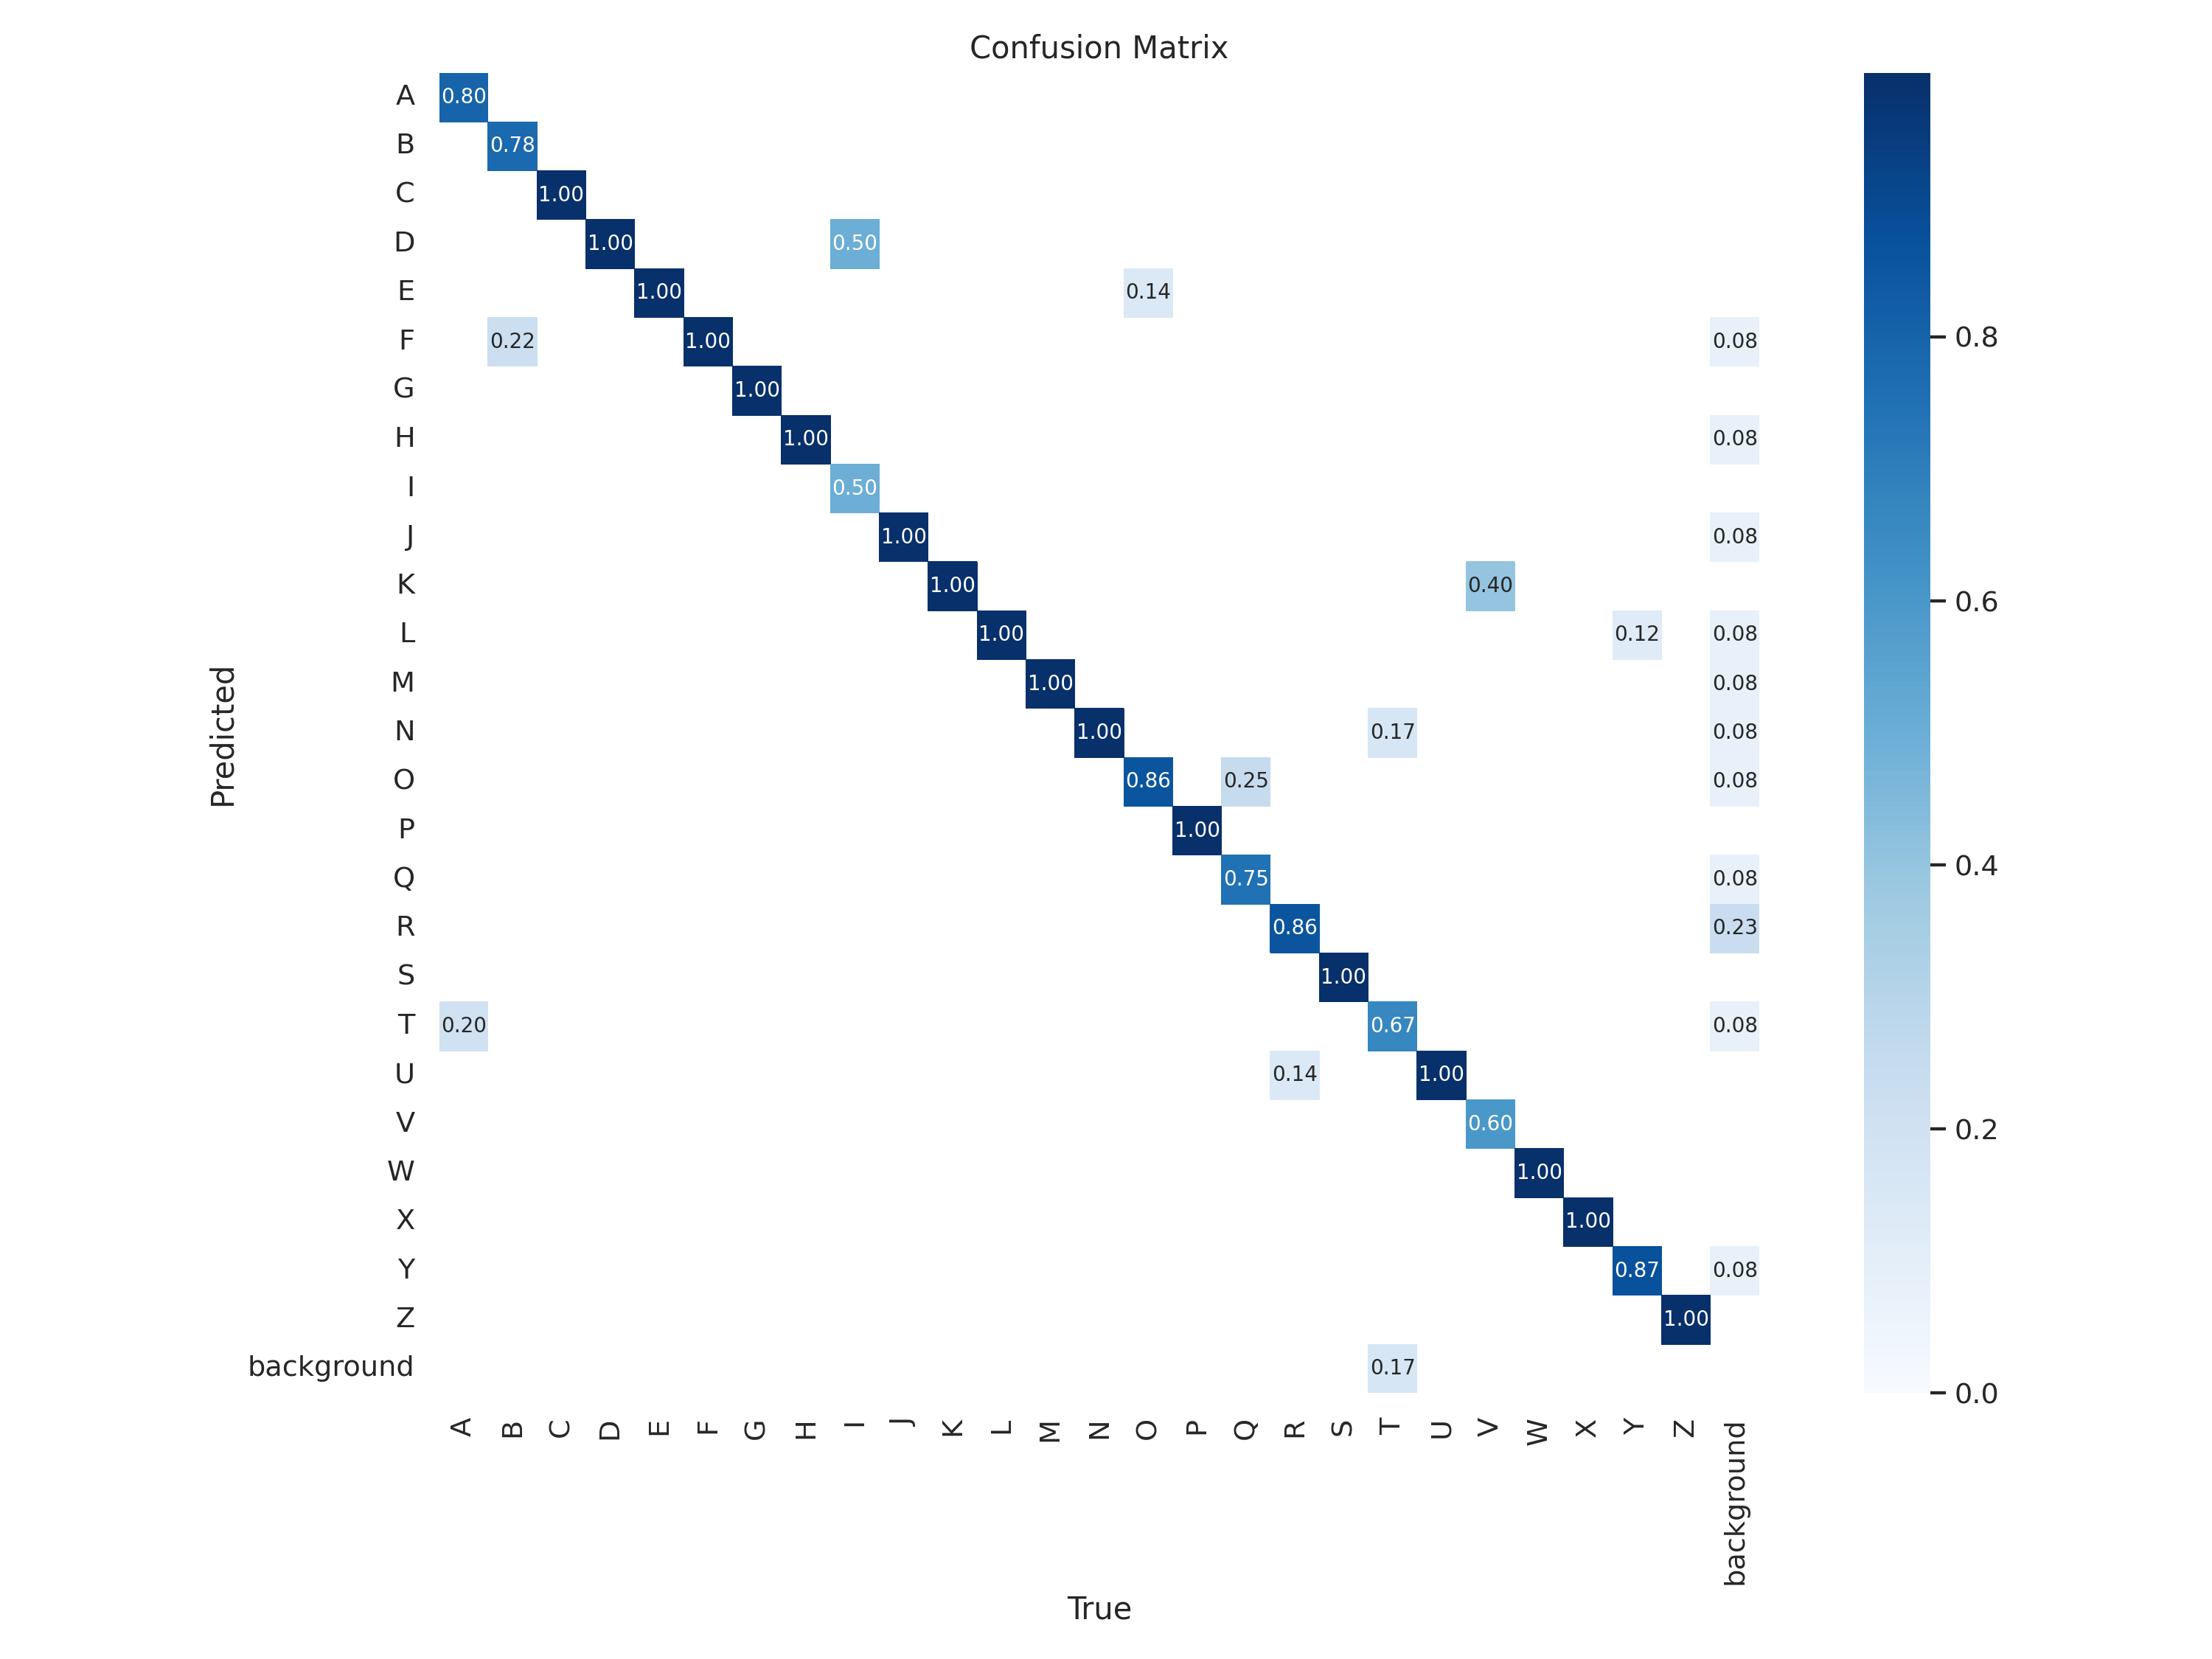 Confusion Matrix
A 0.80
B 0.78
C 1.00
D 1.00 0.50
E 1.00 0.14
F 0.22 1.00 0.08
G 1.00
H 1.00 0.08
I 0.50
J 1.00 0.08
K 1.00 0.40
L 1.00 0.12 0.08
M 1.00 0.08
N 1.00 0.17 0.08
O 0.86 0.25 0.08
P 1.00
Q 0.75 0.08
R 0.86 0.23
S 1.00
T 0.20 0.67 0.08
U 0.14 1.00
V 0.60
W 1.00
X 1.00
Y 0.87 0.08
Z 1.00
background 0.17
A B C D E F G H I J K L M N O P Q R S T U V W X Y Z background
Predicted
True
0.8
0.6
0.4
0.2
0.0